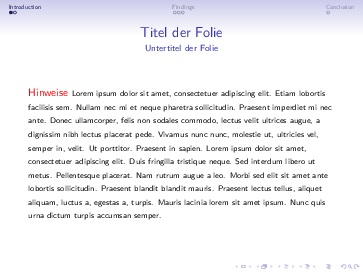 Introduction Findings Conclusion
Titel der Folie
Untertitel der Folie
Hinweise Lorem ipsum dolor sit amet, consectetuer adipiscing elit. Etiam lobortis
facilisis sem. Nullam nec mi et neque pharetra sollicitudin. Praesent imperdiet mi nec
ante. Donec ullamcorper, felis non sodales commodo, lectus velit ultrices augue, a
dignissim nibh lectus placerat pede. Vivamus nunc nunc, molestie ut, ultricies vel,
semper in, velit. Ut porttitor. Praesent in sapien. Lorem ipsum dolor sit amet,
consectetuer adipiscing elit. Duis fringilla tristique neque. Sed interdum libero ut
metus. Pellentesque placerat. Nam rutrum augue a leo. Morbi sed elit sit amet ante
lobortis sollicitudin. Praesent blandit blandit mauris. Praesent lectus tellus, aliquet
aliquam, luctus a, egestas a, turpis. Mauris lacinia lorem sit amet ipsum. Nunc quis
urna dictum turpis accumsan semper.